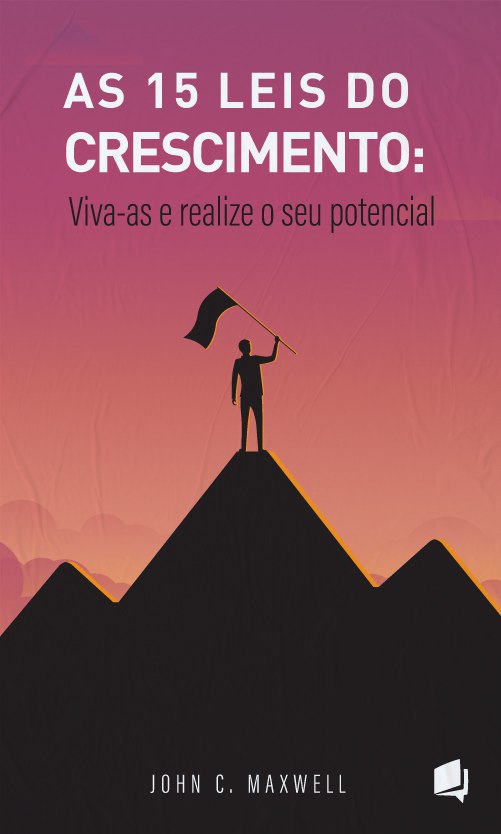 AS 15 LEIS DO
CRESCIMENTO:
Viva-as e realize o seu potencial
JOHN C. MAXWELL